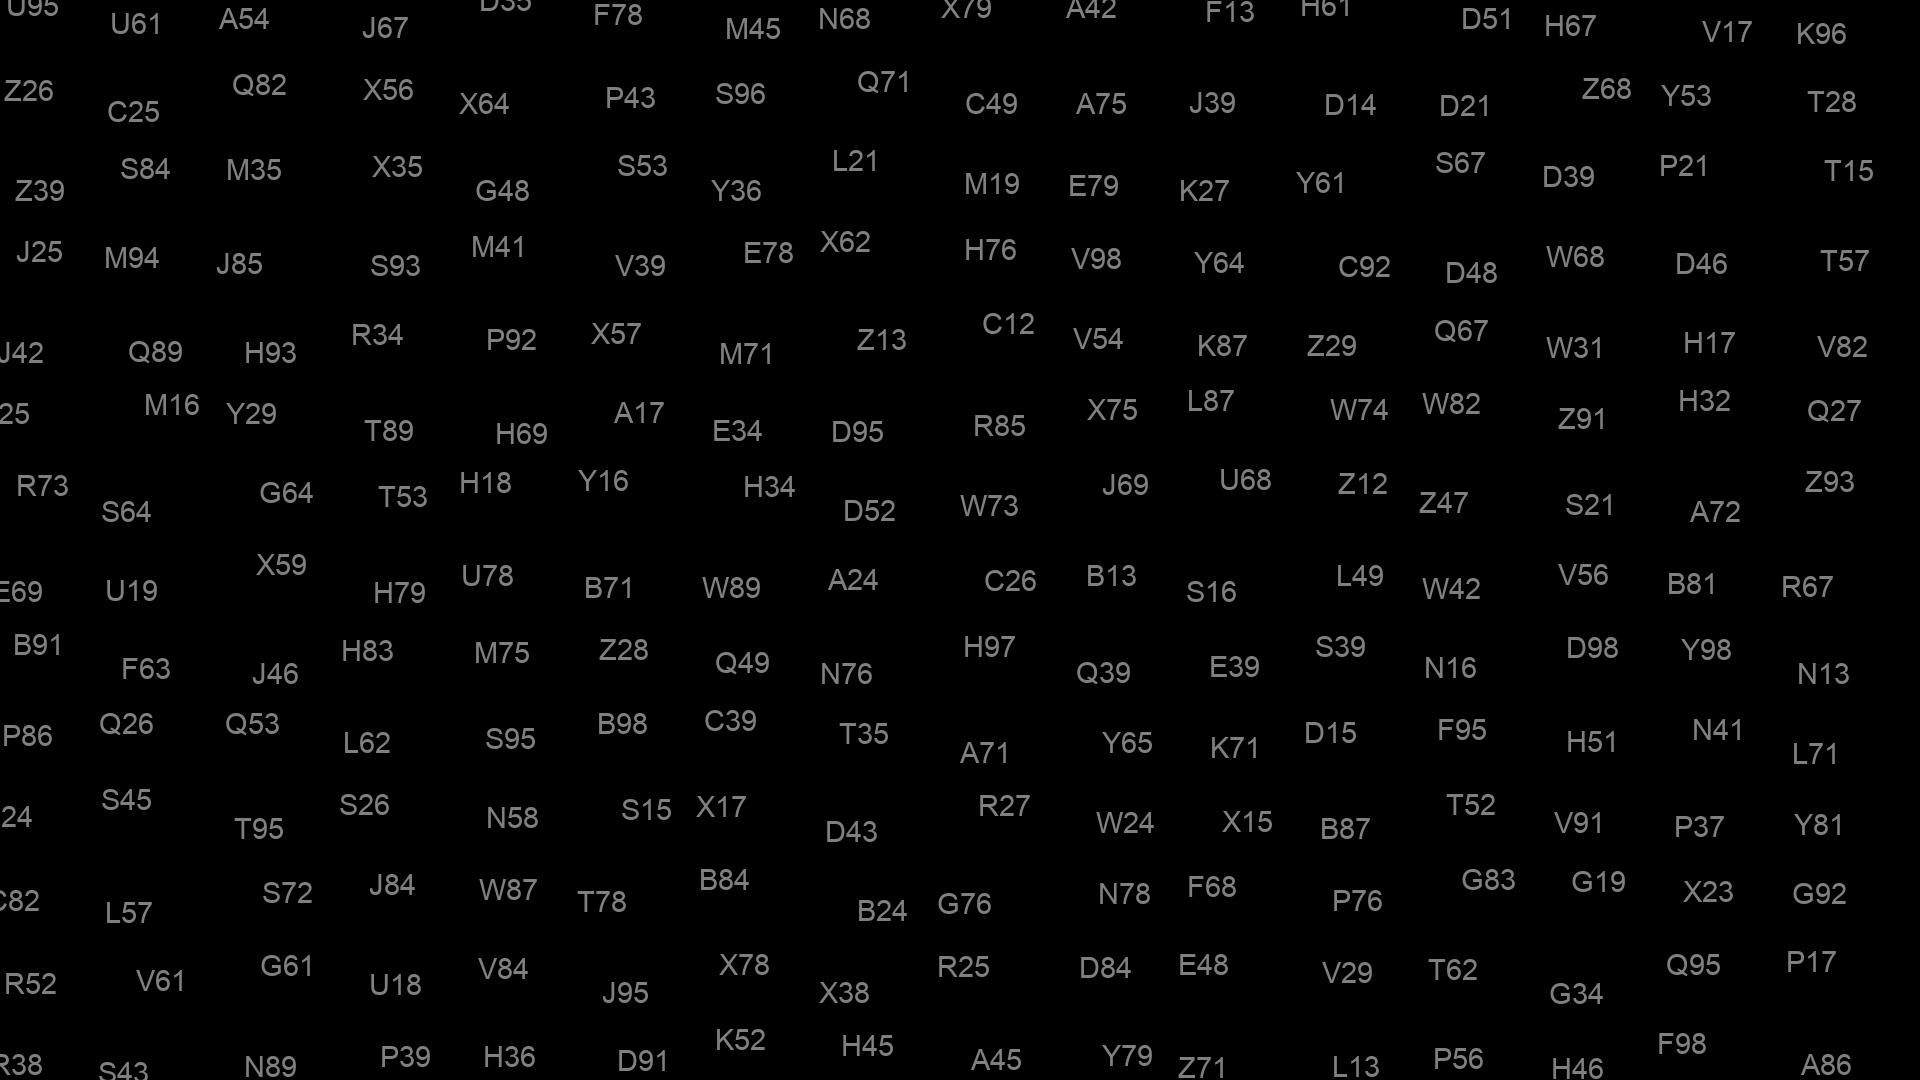 U95 U61 A54 J67 D35 F78 M45 N68 X79 A42 F13 H61 D51 H67 V17 K96
Z26 C25 Q82 X56 X64 P43 S96 Q71 C49 A75 J39 D14 D21 Z68 Y53 T28
Z39 S84 M35 X35 G48 S53 Y36 L21 M19 E79 K27 Y61 S67 D39 P21 T15
J25 M94 J85 S93 M41 V39 E78 X62 H76 V98 Y64 C92 D48 W68 D46 T57
J42 Q89 H93 R34 P92 X57 M71 Z13 C12 V54 K87 Z29 Q67 W31 H17 V82
25 M16 Y29 T89 H69 A17 E34 D95 R85 X75 L87 W74 W82 Z91 H32 Q27
R73 S64 G64 T53 H18 Y16 H34 D52 W73 J69 U68 Z12 Z47 S21 A72 Z93
E69 U19 X59 H79 U78 B71 W89 A24 C26 B13 S16 L49 W42 V56 B81 R67
B91 F63 J46 H83 M75 Z28 Q49 N76 H97 Q39 E39 S39 N16 D98 Y98 N13
P86 Q26 Q53 L62 S95 B98 C39 T35 A71 Y65 K71 D15 F95 H51 N41 L71
24 S45 T95 S26 N58 S15 X17 D43 R27 W24 X15 B87 T52 V91 P37 Y81
C82 L57 S72 J84 W87 T78 B84 B24 G76 N78 F68 P76 G83 G19 X23 G92
R52 V61 G61 U18 V84 J95 X78 X38 R25 D84 E48 V29 T62 G34 Q95 P17
R38 S43 N89 P39 H36 D91 K52 H45 A45 Y79 Z71 L13 P56 H46 F98 A86